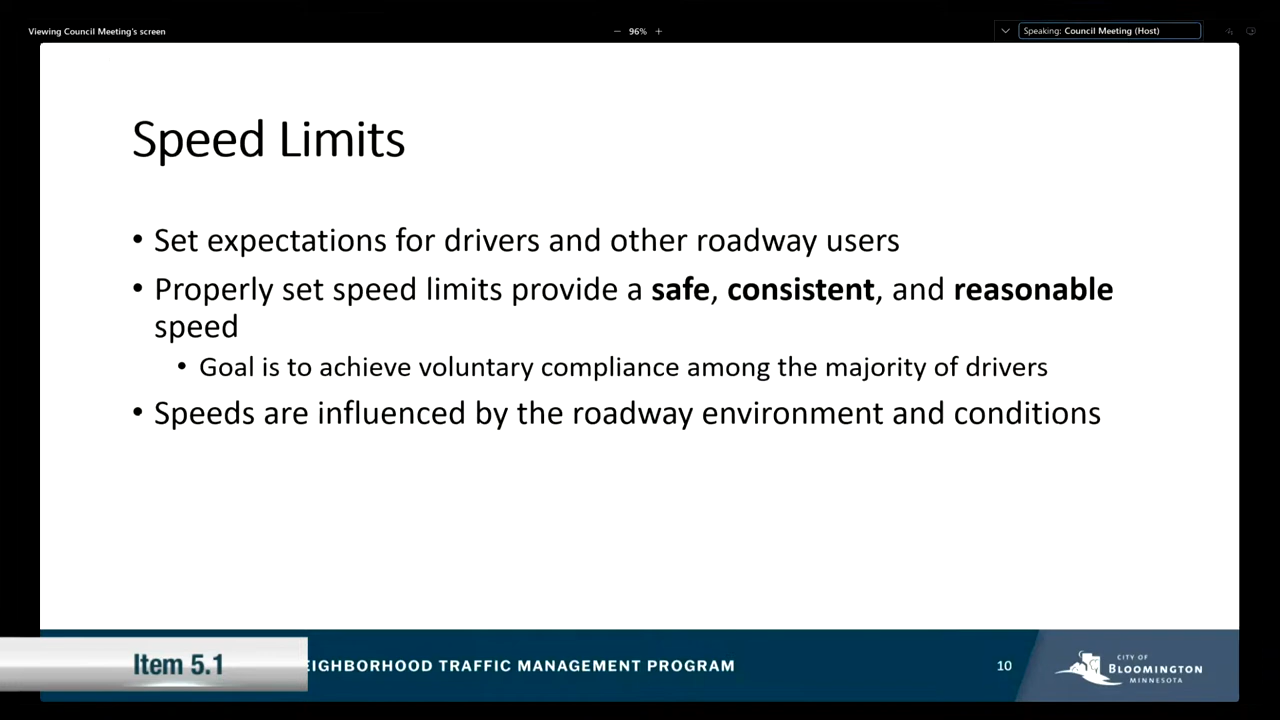 Viewing Council Meeting's screen
− 96% +
Speaking: Council Meeting (Host)
Speed Limits
• Set expectations for drivers and other roadway users
• Properly set speed limits provide a safe, consistent, and reasonable
speed
• Goal is to achieve voluntary compliance among the majority of drivers
• Speeds are influenced by the roadway environment and conditions
Item 5.1
EIGHBORHOOD TRAFFIC MANAGEMENT PROGRAM
10
CITY OF
BLOOMINGTON
MINNESOTA